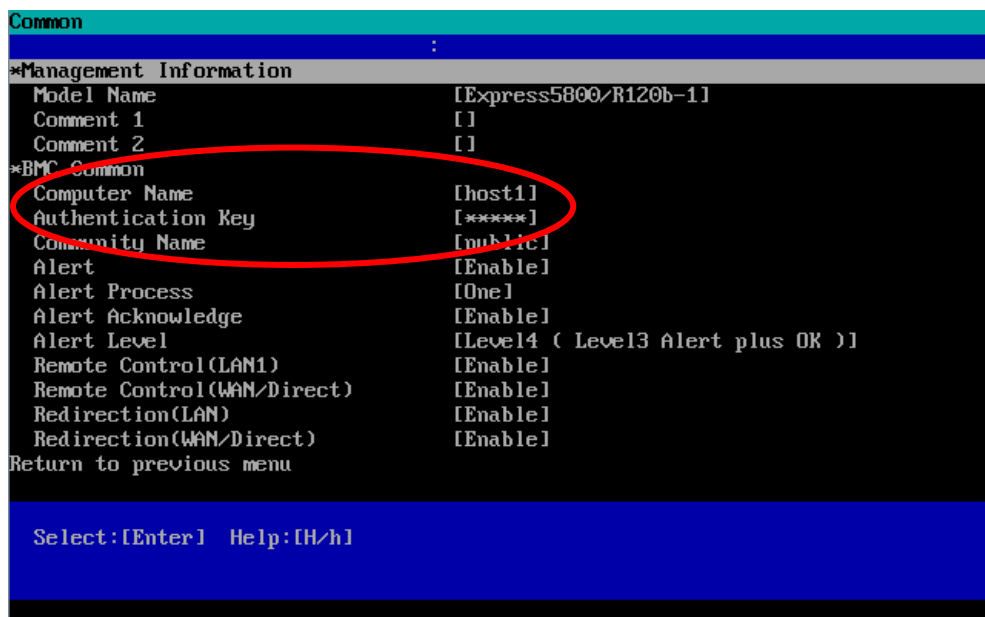 Common
:
*Management Information
Model Name [Express5800/R120b-1]
Comment 1 []
Comment 2 []
*BMC Common
Computer Name [host1]
Authentication Key [*****]
Community Name [public]
Alert [Enable]
Alert Process [One]
Alert Acknowledge [Enable]
Alert Level [Level4 ( Level3 Alert plus OK )]
Remote Control(LAN1) [Enable]
Remote Control(WAN/Direct) [Enable]
Redirection(LAN) [Enable]
Redirection(WAN/Direct) [Enable]
Return to previous menu
Select:[Enter] Help:[H/h]